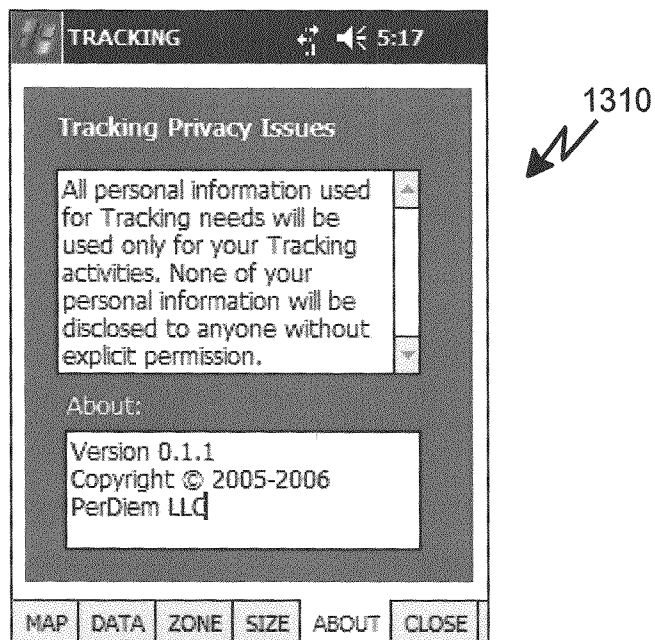 TRACKING 5:17
1310
Tracking Privacy Issues
All personal information used
for Tracking needs will be
used only for your Tracking
activities. None of your
personal information will be
disclosed to anyone without
explicit permission.
About:
Version 0.1.1
Copyright © 2005-2006
PerDiem LLC
MAP DATA ZONE SIZE ABOUT CLOSE